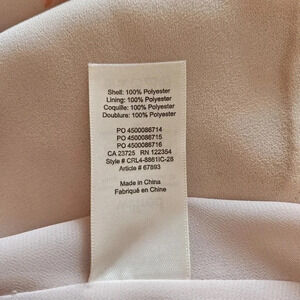 Shell: 100% Polyester
Lining: 100% Polyester
Coquille: 100% Polyester
Doublure: 100% Polyester
PO 4500086714
PO 4500086715
PO 4500086716
CA 23725 RN 122354
Style # CRL4-8861IC-28
Article # 67893
Made in China
Fabriqué en Chine